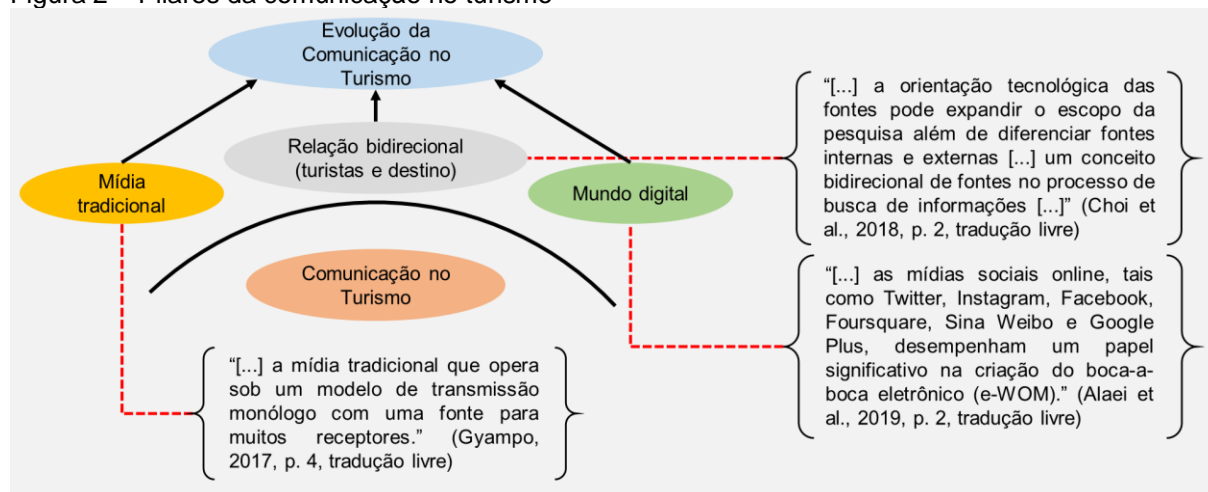 Figura 2 – Pilares da comunicação no turismo
Evolução da
Comunicação no
Turismo
Relação bidirecional
(turistas e destino)
Mídia
tradicional
Mundo digital
Comunicação no
Turismo
“[...] a orientação tecnológica das
fontes pode expandir o escopo da
pesquisa além de diferenciar fontes
internas e externas [...] um conceito
bidirecional de fontes no processo de
busca de informações [...]” (Choi et
al., 2018, p. 2, tradução livre)
“[...] as mídias sociais online, tais
como Twitter, Instagram, Facebook,
Foursquare, Sina Weibo e Google
Plus, desempenham um papel
significativo na criação do boca-a-
boca eletrônico (e-WOM).” (Alaei et
al., 2019, p. 2, tradução livre)
“[...] a mídia tradicional que opera
sob um modelo de transmissão
monólogo com uma fonte para
muitos receptores.” (Gyampo,
2017, p. 4, tradução livre)